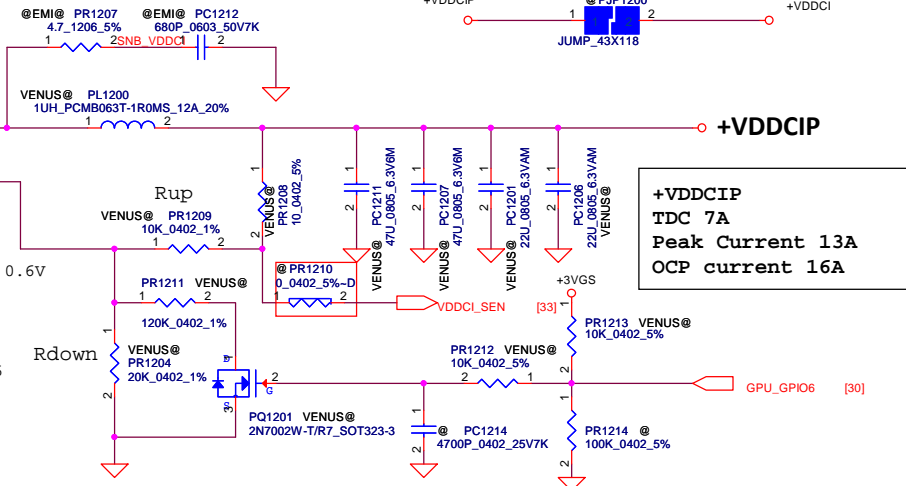 +VDDCI
@EMI@ PR1207
4.7_1206_5%
1
2
SNB_VDDCI
@EMI@ PC1212
680P_0603_50V7K
1
2
1
2
JUMP_43X118
VENUS@ PL1200
1UH_PCMB063T-1R0MS_12A_20%
1
2
+VDDCIP
1
2
VENUS@
PR1208
10_0402_5%
1
2
VENUS@
PC1211
47U_0805_6.3V6M
1
2
VENUS@
PC1207
47U_0805_6.3V6M
1
2
VENUS@
PC1201
22U_0805_6.3VAM
1
2
PC1206
22U_0805_6.3VAM
VENUS@
+VDDCIP
TDC 7A
Peak Current 13A
OCP current 16A
Rup
VENUS@ PR1209
10K_0402_1%
1
2
0.6V
@ PR1210
0_0402_5%~D
1
2
VDDCI_SEN
[33]
+3VGS
PR1211 VENUS@
1
2
120K_0402_1%
Rdown
1
VENUS@
PR1204
20K_0402_1%
2
1
D
2
G
S
3
PQ1201 VENUS@
2N7002W-T/R7_SOT323-3
PR1212 VENUS@
10K_0402_5%
2
1
1
PR1213 VENUS@
10K_0402_5%
2
GPU_GPIO6
[30]
1
@ PC1214
4700P_0402_25V7K
2
1
PR1214 @
100K_0402_5%
2